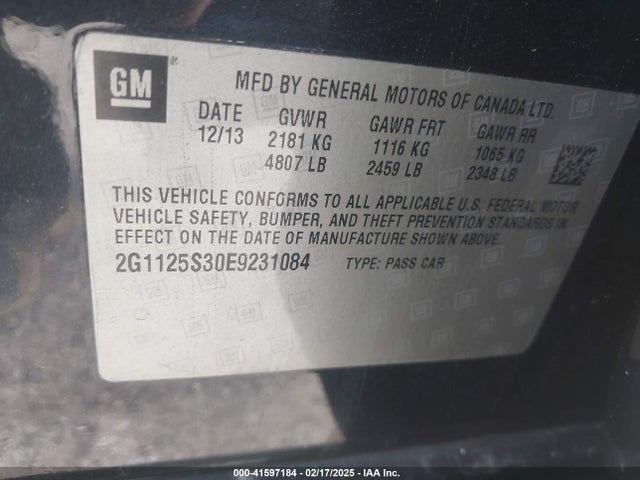 GM
MFD BY GENERAL MOTORS OF CANADA LTD.
DATE GVWR GAWR FRT GAWR RR
12/13 2181 KG 1116 KG 1065 KG
4807 LB 2459 LB 2348 LB
THIS VEHICLE CONFORMS TO ALL APPLICABLE U.S. FEDERAL MOTOR
VEHICLE SAFETY, BUMPER, AND THEFT PREVENTION STANDARDS IN
EFFECT ON THE DATE OF MANUFACTURE SHOWN ABOVE.
2G1125S30E9231084 TYPE: PASS CAR
000-41597184 - 02/17/2025 - IAA Inc.